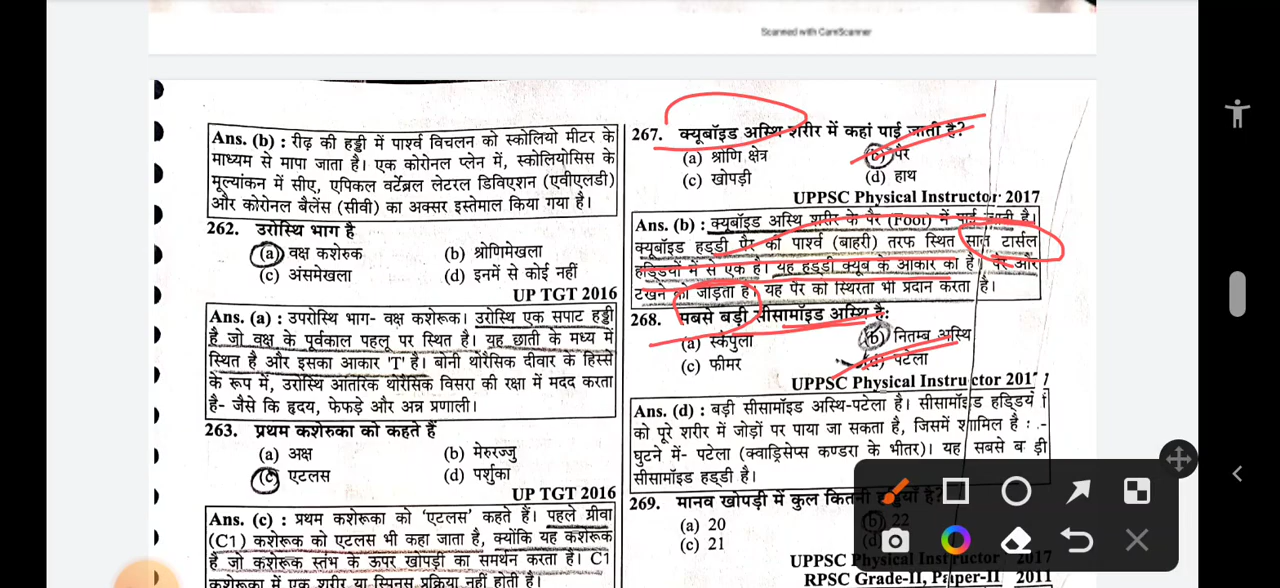 Scanned with CamScanner
Ans. (b) : रीढ़ की हड्डी में पार्श्व विचलन को स्कोलियो मीटर के
माध्यम से मापा जाता है। एक कोरोनल प्लेन में, स्कोलियोसिस के
मूल्यांकन में सीए, एपिकल वर्टेब्रल लेटरल डिविएशन (एवीएलडी)
और कोरोनल बैलेंस (सीवी) का अक्सर इस्तेमाल किया गया है।
262. उरोस्थि भाग है
(a) वक्ष कशेरुक (b) श्रोणिमेखला
(c) अंसमेखला (d) इनमें से कोई नहीं
UP TGT 2016
Ans. (a) : उपरोस्थि भाग- वक्ष कशेरूक। उरोस्थि एक सपाट हड्डी
है जो वक्ष के पूर्वकाल पहलू पर स्थित है। यह छाती के मध्य में
स्थित है और इसका आकार 'T' है। बोनी थोरैसिक दीवार के हिस्से
के रूप में, उरोस्थि आंतरिक थोरैसिक विसरा की रक्षा में मदद करता
है- जैसे कि हृदय, फेफड़े और अन्न प्रणाली।
263. प्रथम कशेरुका को कहते हैं
(a) अक्ष (b) मेरुरज्जु
(c) एटलस (d) पर्शुका
UP TGT 2016
Ans. (c) : प्रथम कशेरूका को 'एटलस' कहते हैं। पहले ग्रीवा
(C1) कशेरूक को एटलस भी कहा जाता है, क्योंकि यह कशेरूक
है जो कशेरूक स्तंभ के ऊपर खोपड़ी का समर्थन करता है। C1
कशेरूका में एक शरीर या स्पिनस प्रक्रिया नहीं होती है।
267. क्यूबॉइड अस्थि शरीर में कहां पाई जाती है?
(a) श्रोणि क्षेत्र (b) पैर
(c) खोपड़ी (d) हाथ
UPPSC Physical Instructor 2017
Ans. (b) : क्यूबॉइड अस्थि शरीर के पैर (Foot) में पाई जाती है।
क्यूबॉइड हड्डी पैर की पार्श्व (बाहरी) तरफ स्थित सात टार्सल
हड्डियों में से एक है। यह हड्डी क्यूब के आकार का है। पैर और
टखने को जोड़ता है। यह पैर को स्थिरता भी प्रदान करता है।
268. सबसे बड़ी सीसामॉइड अस्थि है:
(a) स्केपुला (b) नितम्ब अस्थि
(c) फीमर (d) पटेला
UPPSC Physical Instructor 2017
Ans. (d) : बड़ी सीसामॉइड अस्थि-पटेला है। सीसामॉइड हड्डियों
को पूरे शरीर में जोड़ों पर पाया जा सकता है, जिसमें शामिल है : -
घुटने में- पटेला (क्वाड्रिसेप्स कण्डरा के भीतर)। यह सबसे बड़ी
सीसामॉइड हड्डी है।
269. मानव खोपड़ी में कुल कितनी हड्डियाँ है?
(a) 20 (b) 22
(c) 21
UPPSC Physical Instructor 2017
RPSC Grade-II, Paper-II 2011